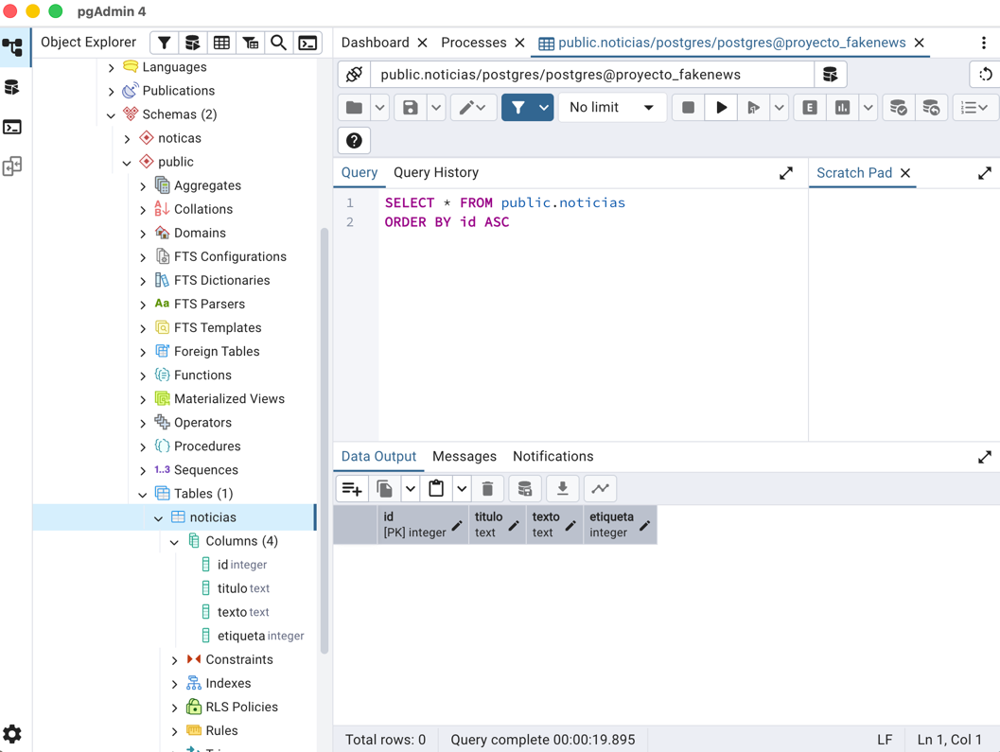 pgAdmin 4
Object Explorer
Languages
Publications
Schemas (2)
noticas
public
Aggregates
Collations
Domains
FTS Configurations
FTS Dictionaries
Aa FTS Parsers
FTS Templates
Foreign Tables
Functions
Materialized Views
Operators
Procedures
1..3 Sequences
Tables (1)
noticias
Columns (4)
id integer
titulo text
texto text
etiqueta integer
Constraints
Indexes
RLS Policies
Rules
Dashboard Processes public.noticias/postgres/postgres@proyecto_fakenews
public.noticias/postgres/postgres@proyecto_fakenews
No limit E
Query Query History
1 SELECT * FROM public.noticias
2 ORDER BY id ASC
Scratch Pad
Data Output Messages Notifications
id titulo texto etiqueta
[PK] integer text text integer
Total rows: 0 Query complete 00:00:19.895 LF Ln 1, Col 1